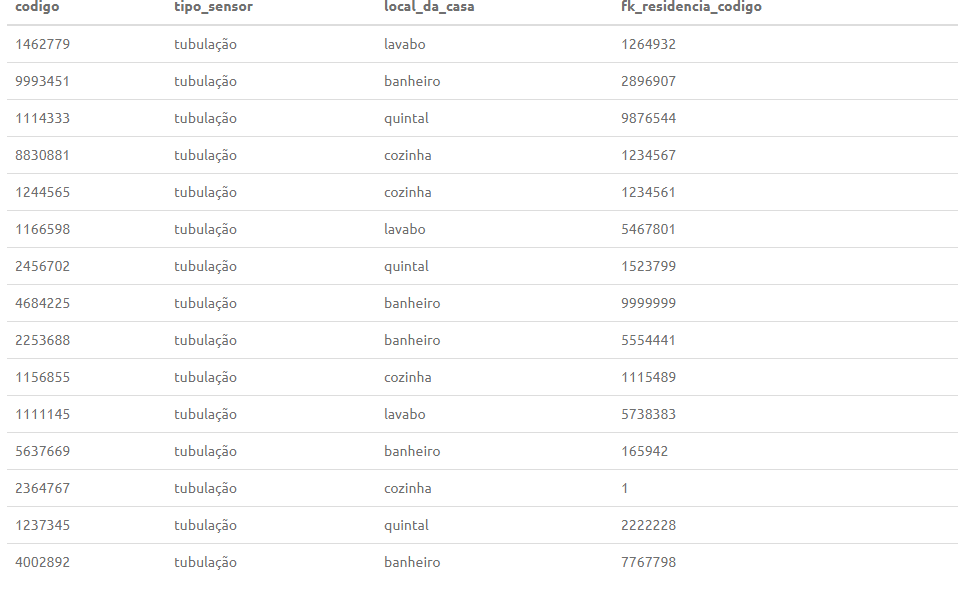 codigo tipo_sensor local_da_casa fk_residencia_codigo
1462779 tubulação lavabo 1264932
9993451 tubulação banheiro 2896907
1114333 tubulação quintal 9876544
8830881 tubulação cozinha 1234567
1244565 tubulação cozinha 1234561
1166598 tubulação lavabo 5467801
2456702 tubulação quintal 1523799
4684225 tubulação banheiro 9999999
2253688 tubulação banheiro 5554441
1156855 tubulação cozinha 1115489
1111145 tubulação lavabo 5738383
5637669 tubulação banheiro 165942
2364767 tubulação cozinha 1
1237345 tubulação quintal 2222228
4002892 tubulação banheiro 7767798